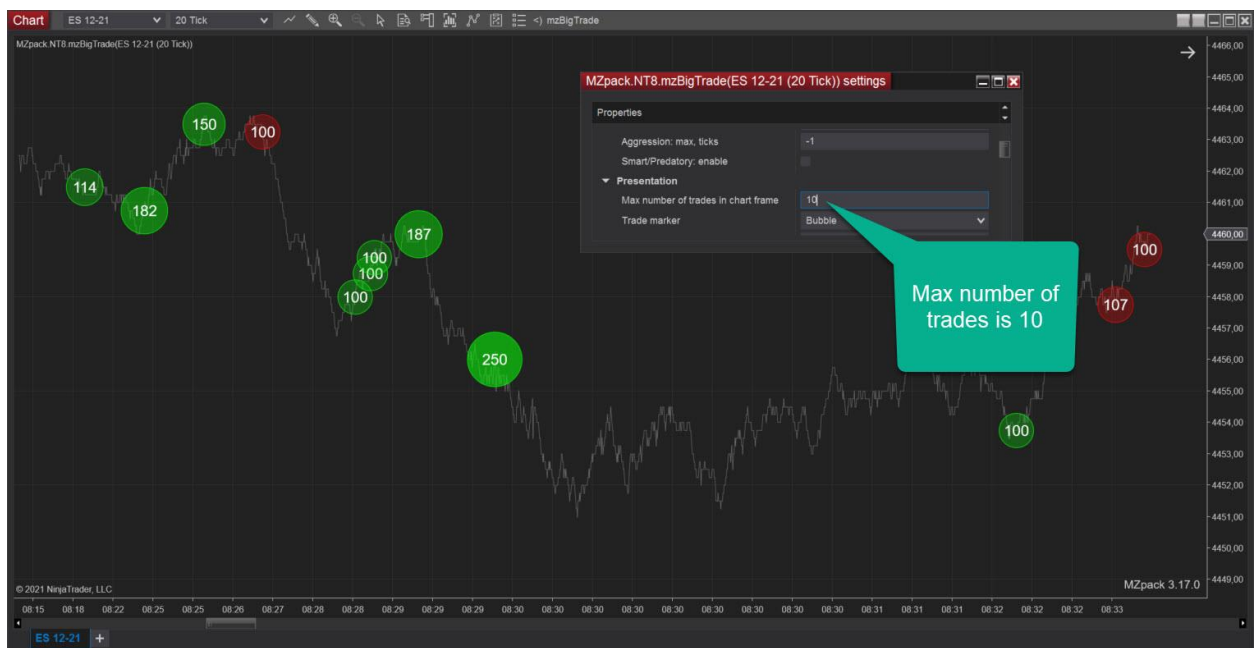 Chart ES 12-21 20 Tick <) mzBigTrade
MZpack.NT8.mzBigTrade(ES 12-21 (20 Tick))
MZpack.NT8.mzBigTrade(ES 12-21 (20 Tick)) settings
Properties
Aggression: max, ticks -1
Smart/Predatory: enable
Presentation
Max number of trades in chart frame 10
Trade marker Bubble
Max number of
trades is 10
114
182
150
100
100
100
100
187
250
100
107
100
4466,00
4465,00
4464,00
4463,00
4462,00
4461,00
4460,00
4459,00
4458,00
4457,00
4456,00
4455,00
4454,00
4453,00
4452,00
4451,00
4450,00
4449,00
© 2021 NinjaTrader, LLC
MZpack 3.17.0
08:15 08:18 08:22 08:25 08:25 08:26 08:27 08:28 08:28 08:29 08:29 08:29 08:30 08:30 08:30 08:30 08:30 08:30 08:30 08:30 08:30 08:31 08:31 08:31 08:32 08:32 08:32 08:33
ES 12-21 +